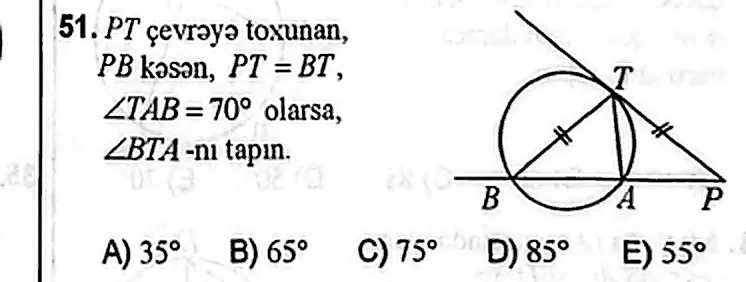 51. PT çevrəyə toxunan,
PB kəsən, PT = BT,
∠TAB = 70° olarsa,
∠BTA -nı tapın.
T
B A P
A) 35° B) 65° C) 75° D) 85° E) 55°